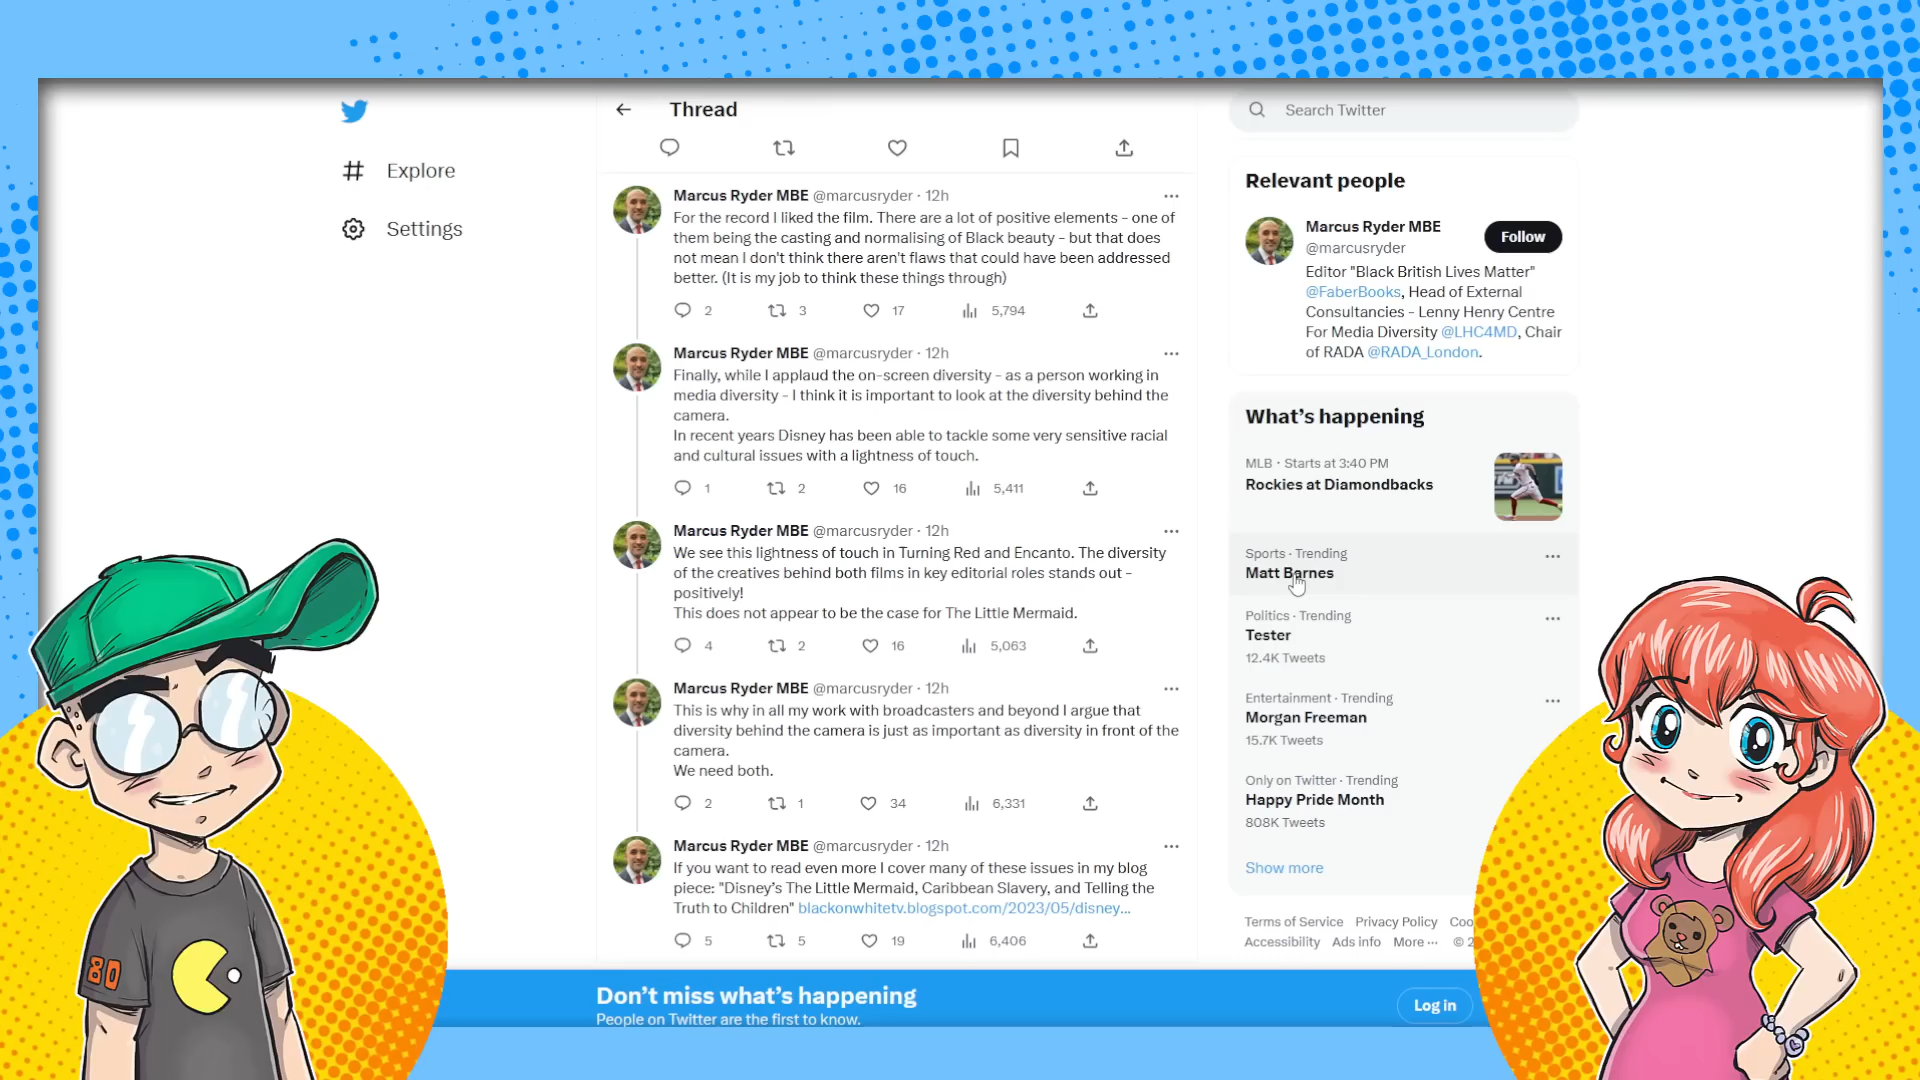 Explore
Settings
Thread
Marcus Ryder MBE @marcusryder · 12h
For the record I liked the film. There are a lot of positive elements - one of
them being the casting and normalising of Black beauty - but that does
not mean I don't think there aren't flaws that could have been addressed
better. (It is my job to think these things through)
2 3 17 5,794
Marcus Ryder MBE @marcusryder · 12h
Finally, while I applaud the on-screen diversity - as a person working in
media diversity - I think it is important to look at the diversity behind the
camera.
In recent years Disney has been able to tackle some very sensitive racial
and cultural issues with a lightness of touch.
1 2 16 5,411
Marcus Ryder MBE @marcusryder · 12h
We see this lightness of touch in Turning Red and Encanto. The diversity
of the creatives behind both films in key editorial roles stands out -
positively!
This does not appear to be the case for The Little Mermaid.
4 2 16 5,063
Marcus Ryder MBE @marcusryder · 12h
This is why in all my work with broadcasters and beyond I argue that
diversity behind the camera is just as important as diversity in front of the
camera.
We need both.
2 1 34 6,331
Marcus Ryder MBE @marcusryder · 12h
If you want to read even more I cover many of these issues in my blog
piece: "Disney's The Little Mermaid, Caribbean Slavery, and Telling the
Truth to Children" blackonwhitetv.blogspot.com/2023/05/disney...
5 5 19 6,406
Search Twitter
Relevant people
Marcus Ryder MBE
@marcusryder
Follow
Editor "Black British Lives Matter"
@FaberBooks, Head of External
Consultancies - Lenny Henry Centre
For Media Diversity @LHC4MD, Chair
of RADA @RADA_London.
What's happening
MLB · Starts at 3:40 PM
Rockies at Diamondbacks
Sports · Trending
Matt Barnes
Politics · Trending
Tester
12.4K Tweets
Entertainment · Trending
Morgan Freeman
15.7K Tweets
Only on Twitter · Trending
Happy Pride Month
808K Tweets
Show more
Terms of Service Privacy Policy Coo
Accessibility Ads info More ··· © 2
Don't miss what's happening
People on Twitter are the first to know.
Log in
80